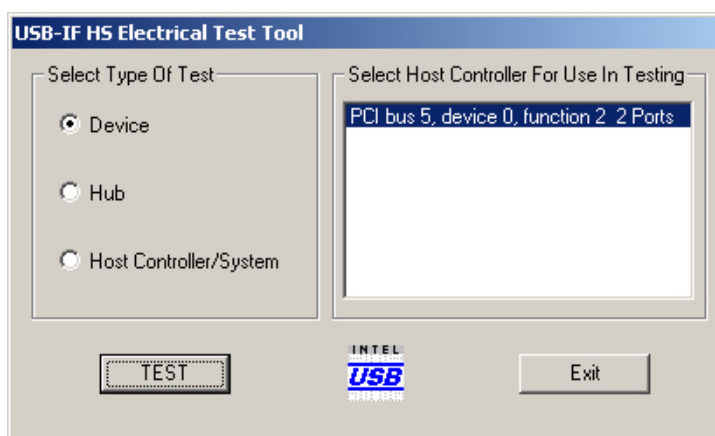 USB-IF HS Electrical Test Tool
Select Type Of Test
Device
Hub
Host Controller/System
Select Host Controller For Use In Testing
PCI bus 5, device 0, function 2 2 Ports
TEST
INTEL
USB
Exit